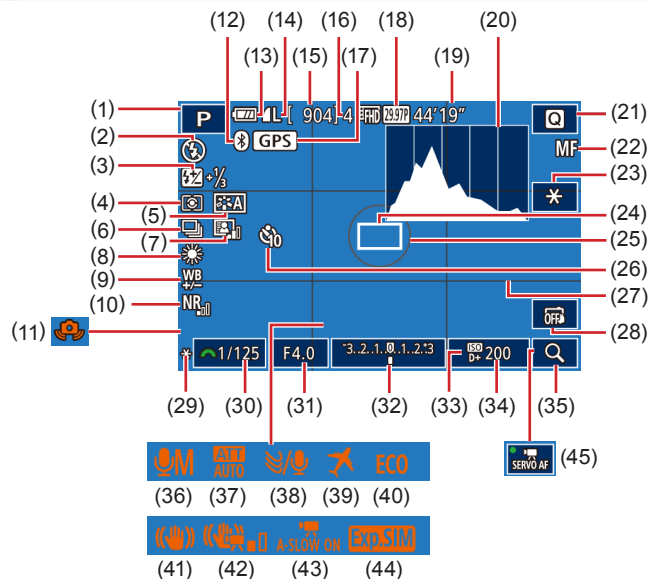 (12) (14) (16) (18) (20)
(13) (15) (17) (19)
(1) P L [ 904] 4 EFHD 29.97P 44'19" Q (21)
(2) GPS MF (22)
(3) +1/3 (23)
(4) (24)
(5) A (25)
(6)
(7) 10 (26)
(8)
(9) WB +/- (27)
(10) NR OFF (28)
(11)
(29) 1/125 F4.0 -3..2..1..0..1..2..+3 ISO D+ 200
(30) (31) (32) (33) (34) (35)
M ATT AUTO ECO SERVO AF (45)
(36) (37) (38) (39) (40)
A-SLOW ON Exp.SIM
(41) (42) (43) (44)